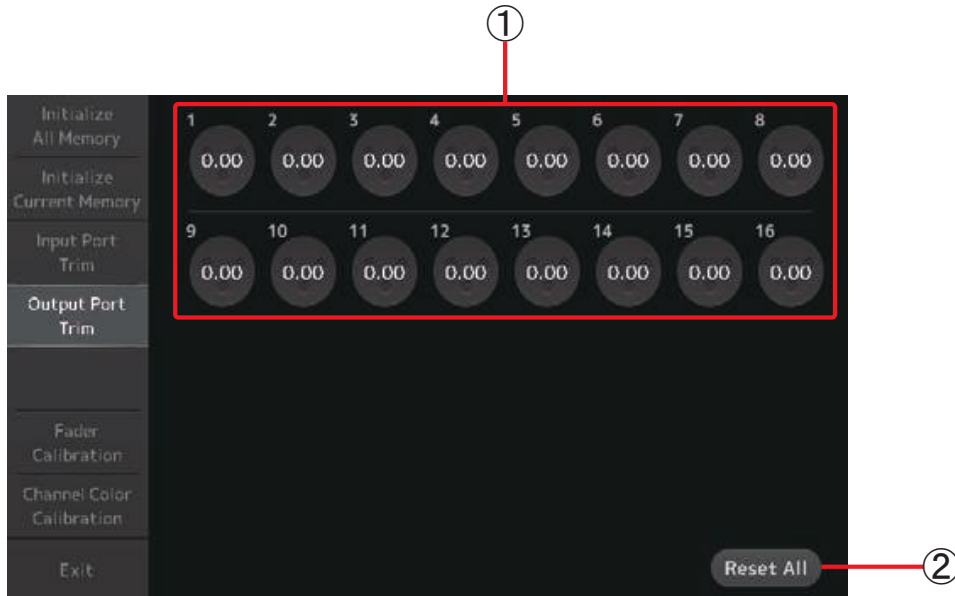 ①
Initialize
All Memory
Initialize
Current Memory
Input Port
Trim
Output Port
Trim
Fader
Calibration
Channel Color
Calibration
Exit
1 2 3 4 5 6 7 8
0.00 0.00 0.00 0.00 0.00 0.00 0.00 0.00
9 10 11 12 13 14 15 16
0.00 0.00 0.00 0.00 0.00 0.00 0.00 0.00
Reset All
②